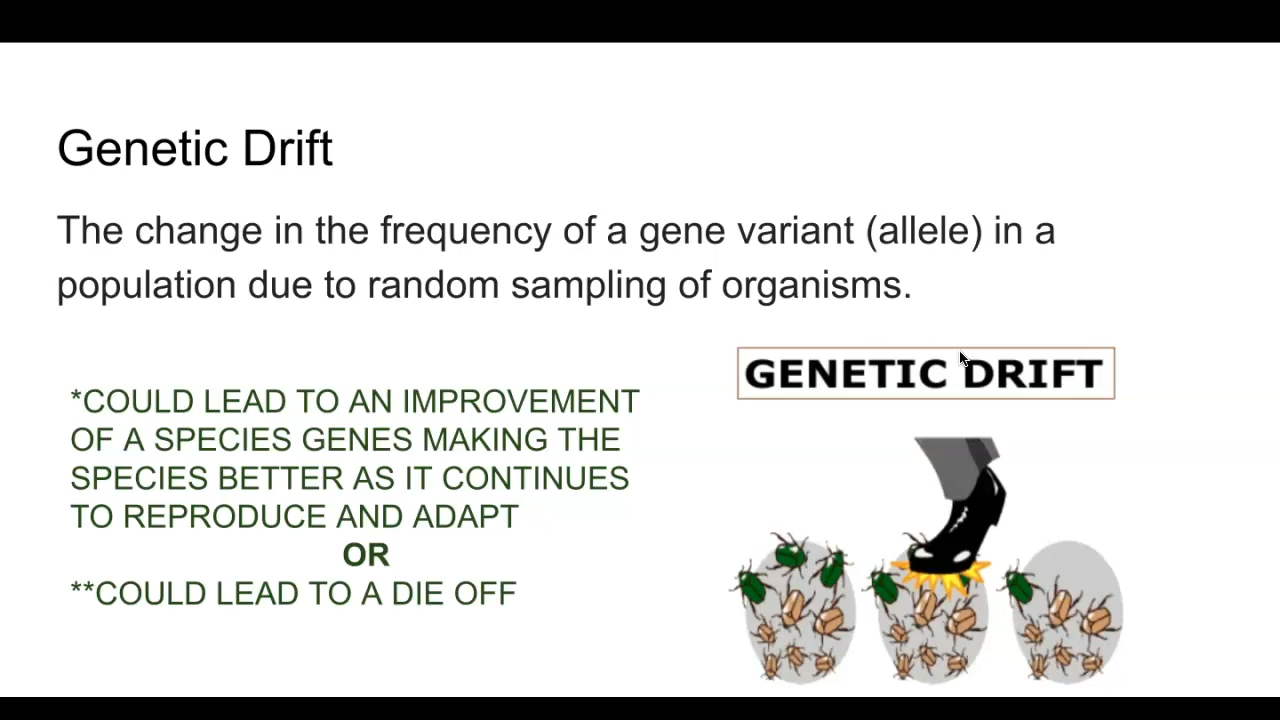 Genetic Drift
The change in the frequency of a gene variant (allele) in a
population due to random sampling of organisms.
*COULD LEAD TO AN IMPROVEMENT
OF A SPECIES GENES MAKING THE
SPECIES BETTER AS IT CONTINUES
TO REPRODUCE AND ADAPT
OR
**COULD LEAD TO A DIE OFF
GENETIC DRIFT